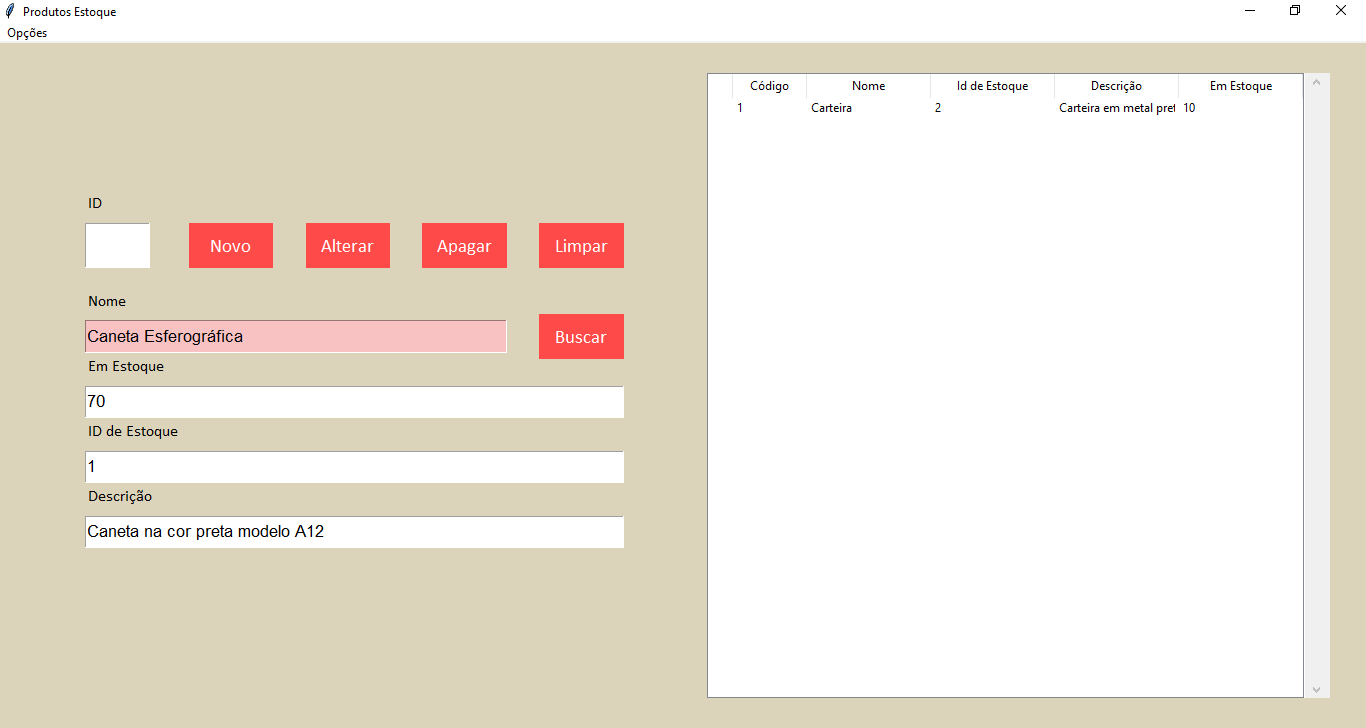 Produtos Estoque
Opções
ID
Novo Alterar Apagar Limpar
Nome
Caneta Esferográfica Buscar
Em Estoque
70
ID de Estoque
1
Descrição
Caneta na cor preta modelo A12
Código Nome Id de Estoque Descrição Em Estoque
1 Carteira 2 Carteira em metal pret 10